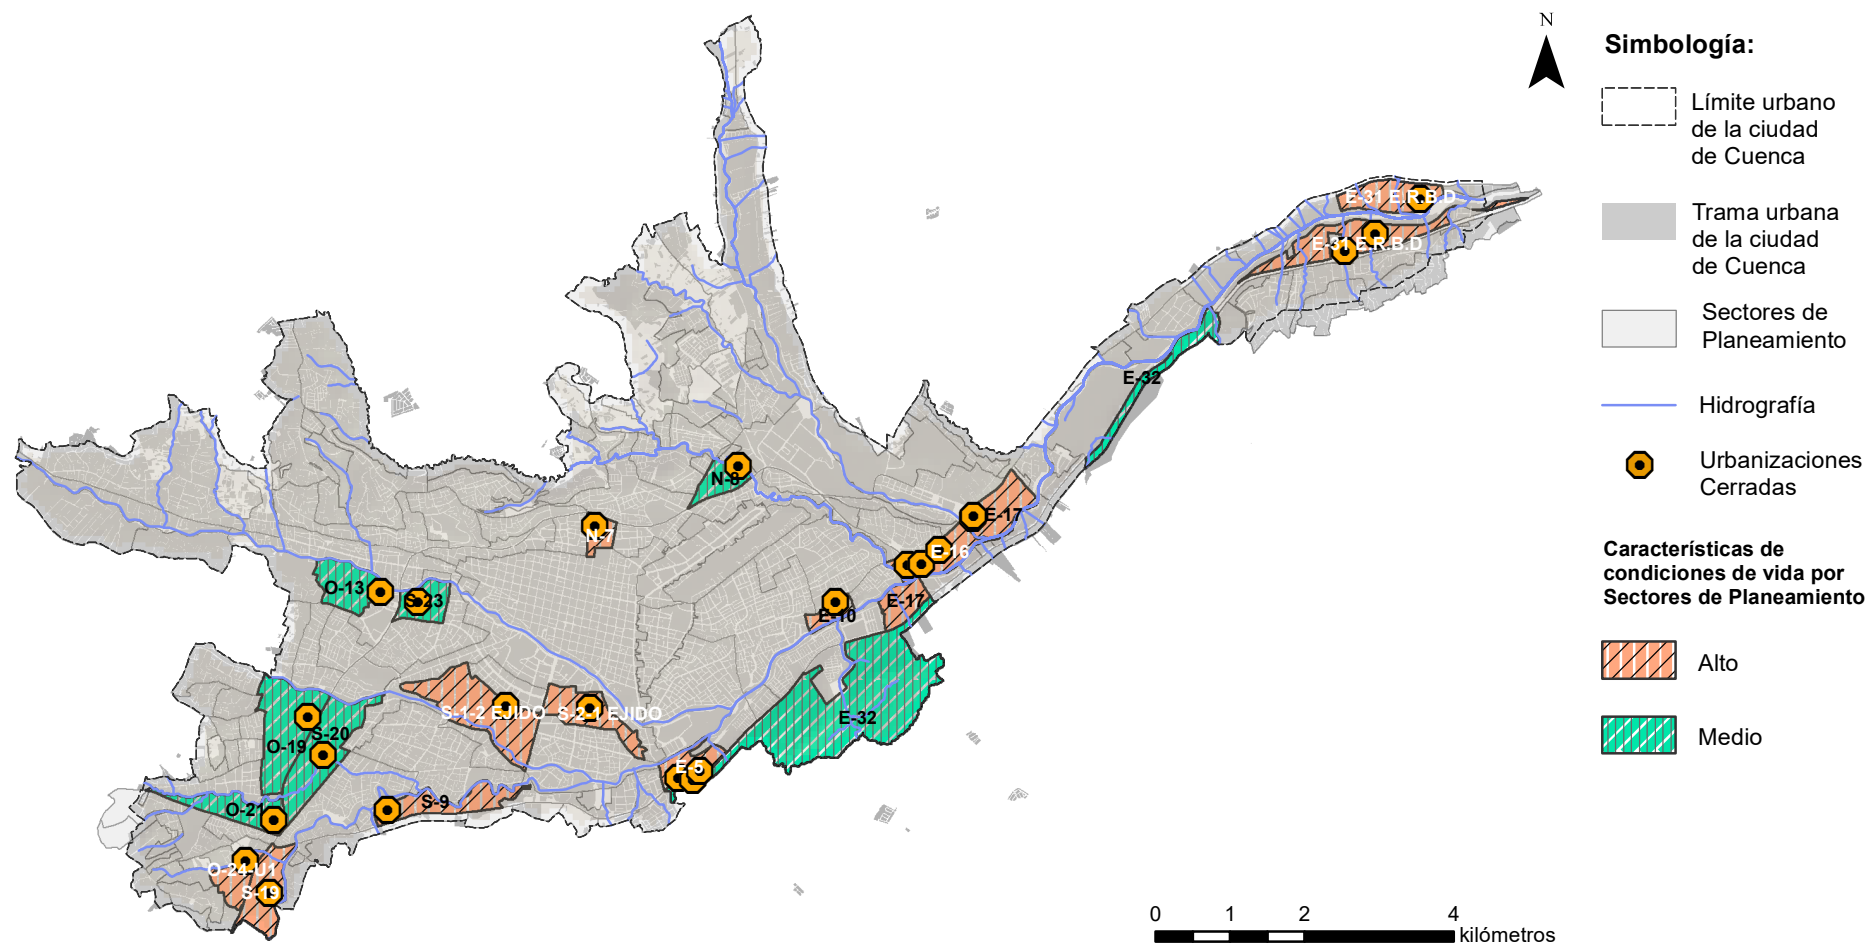 N
Simbología:
Límite urbano
de la ciudad
de Cuenca
Trama urbana
de la ciudad
de Cuenca
Sectores de
Planeamiento
Hidrografía
Urbanizaciones
Cerradas
Características de
condiciones de vida por
Sectores de Planeamiento
Alto
Medio
E-31 E.R.B.D
E-31 E.R.B.D
E-32
N-8
E-17
N-7
E-16
O-13
S-23
E-17
E-10
S-1-2 EJIDO
S-2-1 EJIDO
E-32
S-20
O-19
E-5
S-9
O-21
O-24-U1
S-19
0 1 2 4
kilómetros